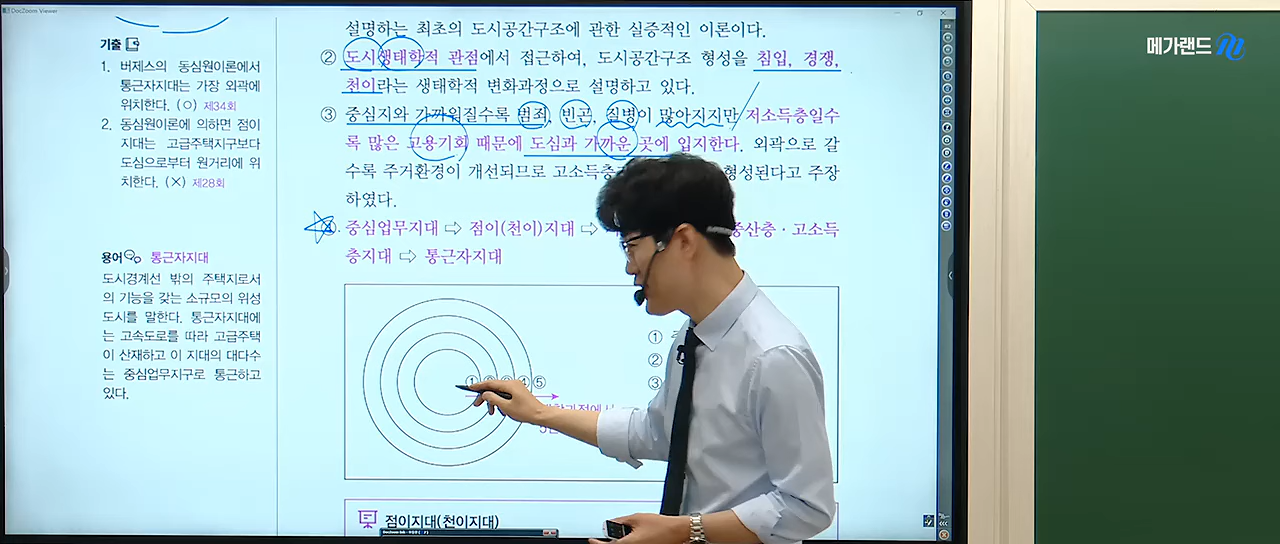 DocZoom Viewer
메가랜드
기출
1. 버제스의 동심원이론에서
통근자지대는 가장 외곽에
위치한다. (○) 제34회
2. 동심원이론에 의하면 점이
지대는 고급주택지구보다
도심으로부터 원거리에 위
치한다. (×) 제28회
용어 통근자지대
도시경계선 밖의 주택지로서
의 기능을 갖는 소규모의 위성
도시를 말한다. 통근자지대에
는 고속도로를 따라 고급주택
이 산재하고 이 지대의 대다수
는 중심업무지구로 통근하고
있다.
설명하는 최초의 도시공간구조에 관한 실증적인 이론이다.
② 도시생태학적 관점에서 접근하여, 도시공간구조 형성을 침입, 경쟁,
천이라는 생태학적 변화과정으로 설명하고 있다.
③ 중심지와 가까워질수록 범죄, 빈곤, 질병이 많아지지만 저소득층일수
록 많은 고용기회 때문에 도심과 가까운 곳에 입지한다. 외곽으로 갈
수록 주거환경이 개선되므로 고소득층 형성된다고 주장
하였다.
중심업무지대 ⇨ 점이(천이)지대 ⇨ 중산층 · 고소득
층지대 ⇨ 통근자지대
① ④ ⑤
①
②
③
점이지대(천이지대)